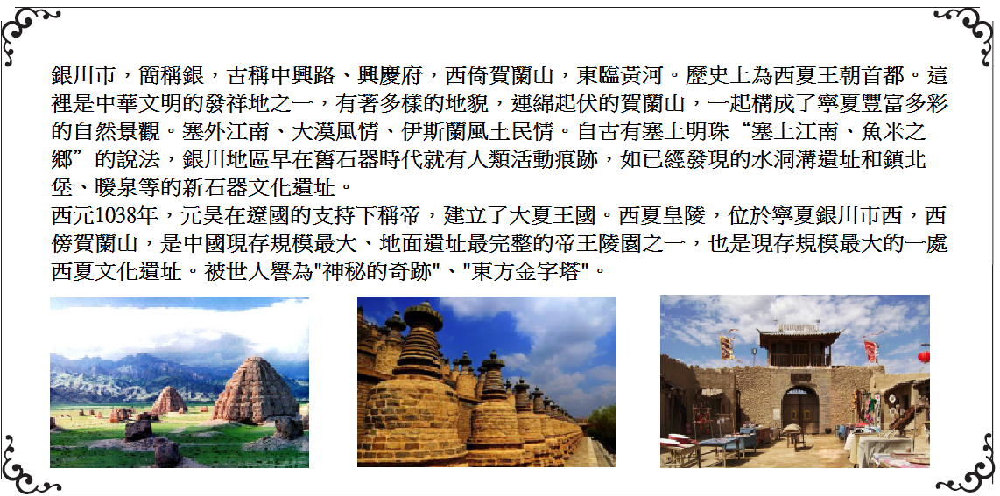 銀川市，簡稱銀，古稱中興路、興慶府，西倚賀蘭山，東臨黃河。歷史上為西夏王朝首都。這
裡是中華文明的發祥地之一，有著多樣的地貌，連綿起伏的賀蘭山，一起構成了寧夏豐富多彩
的自然景觀。塞外江南、大漠風情、伊斯蘭風土民情。自古有塞上明珠“塞上江南、魚米之
鄉”的說法，銀川地區早在舊石器時代就有人類活動痕跡，如已經發現的水洞溝遺址和鎮北
堡、暖泉等的新石器文化遺址。
西元1038年，元昊在遼國的支持下稱帝，建立了大夏王國。西夏皇陵，位於寧夏銀川市西，西
傍賀蘭山，是中國現存規模最大、地面遺址最完整的帝王陵園之一，也是現存規模最大的一處
西夏文化遺址。被世人譽為"神秘的奇跡"、"東方金字塔"。